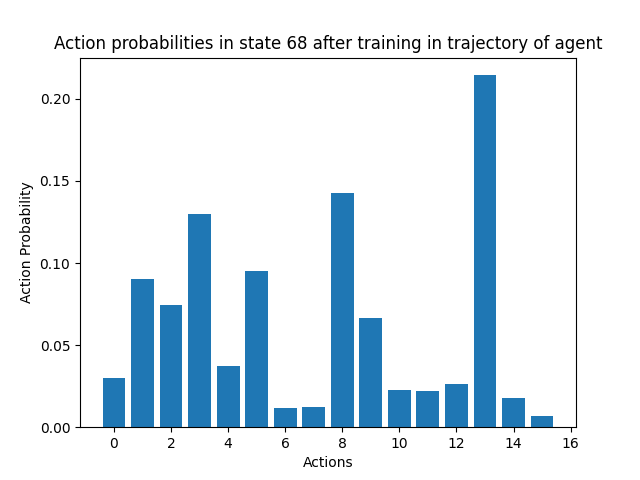 Action probabilities in state 68 after training in trajectory of agent
0.20
0.15
0.10
0.05
0.00
Action Probability
0 2 4 6 8 10 12 14 16
Actions